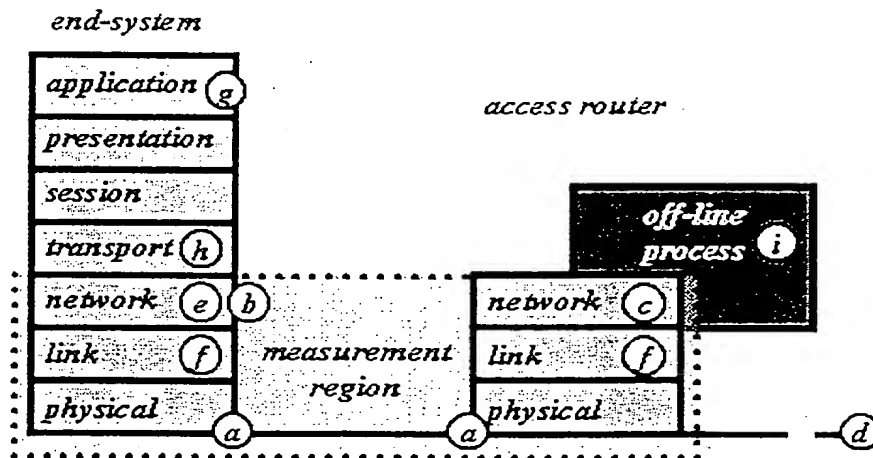 end-system
application g
presentation
session
transport h
network e b
link f
physical
a
measurement
region
access router
off-line
process i
network c
link f
physical
a
d